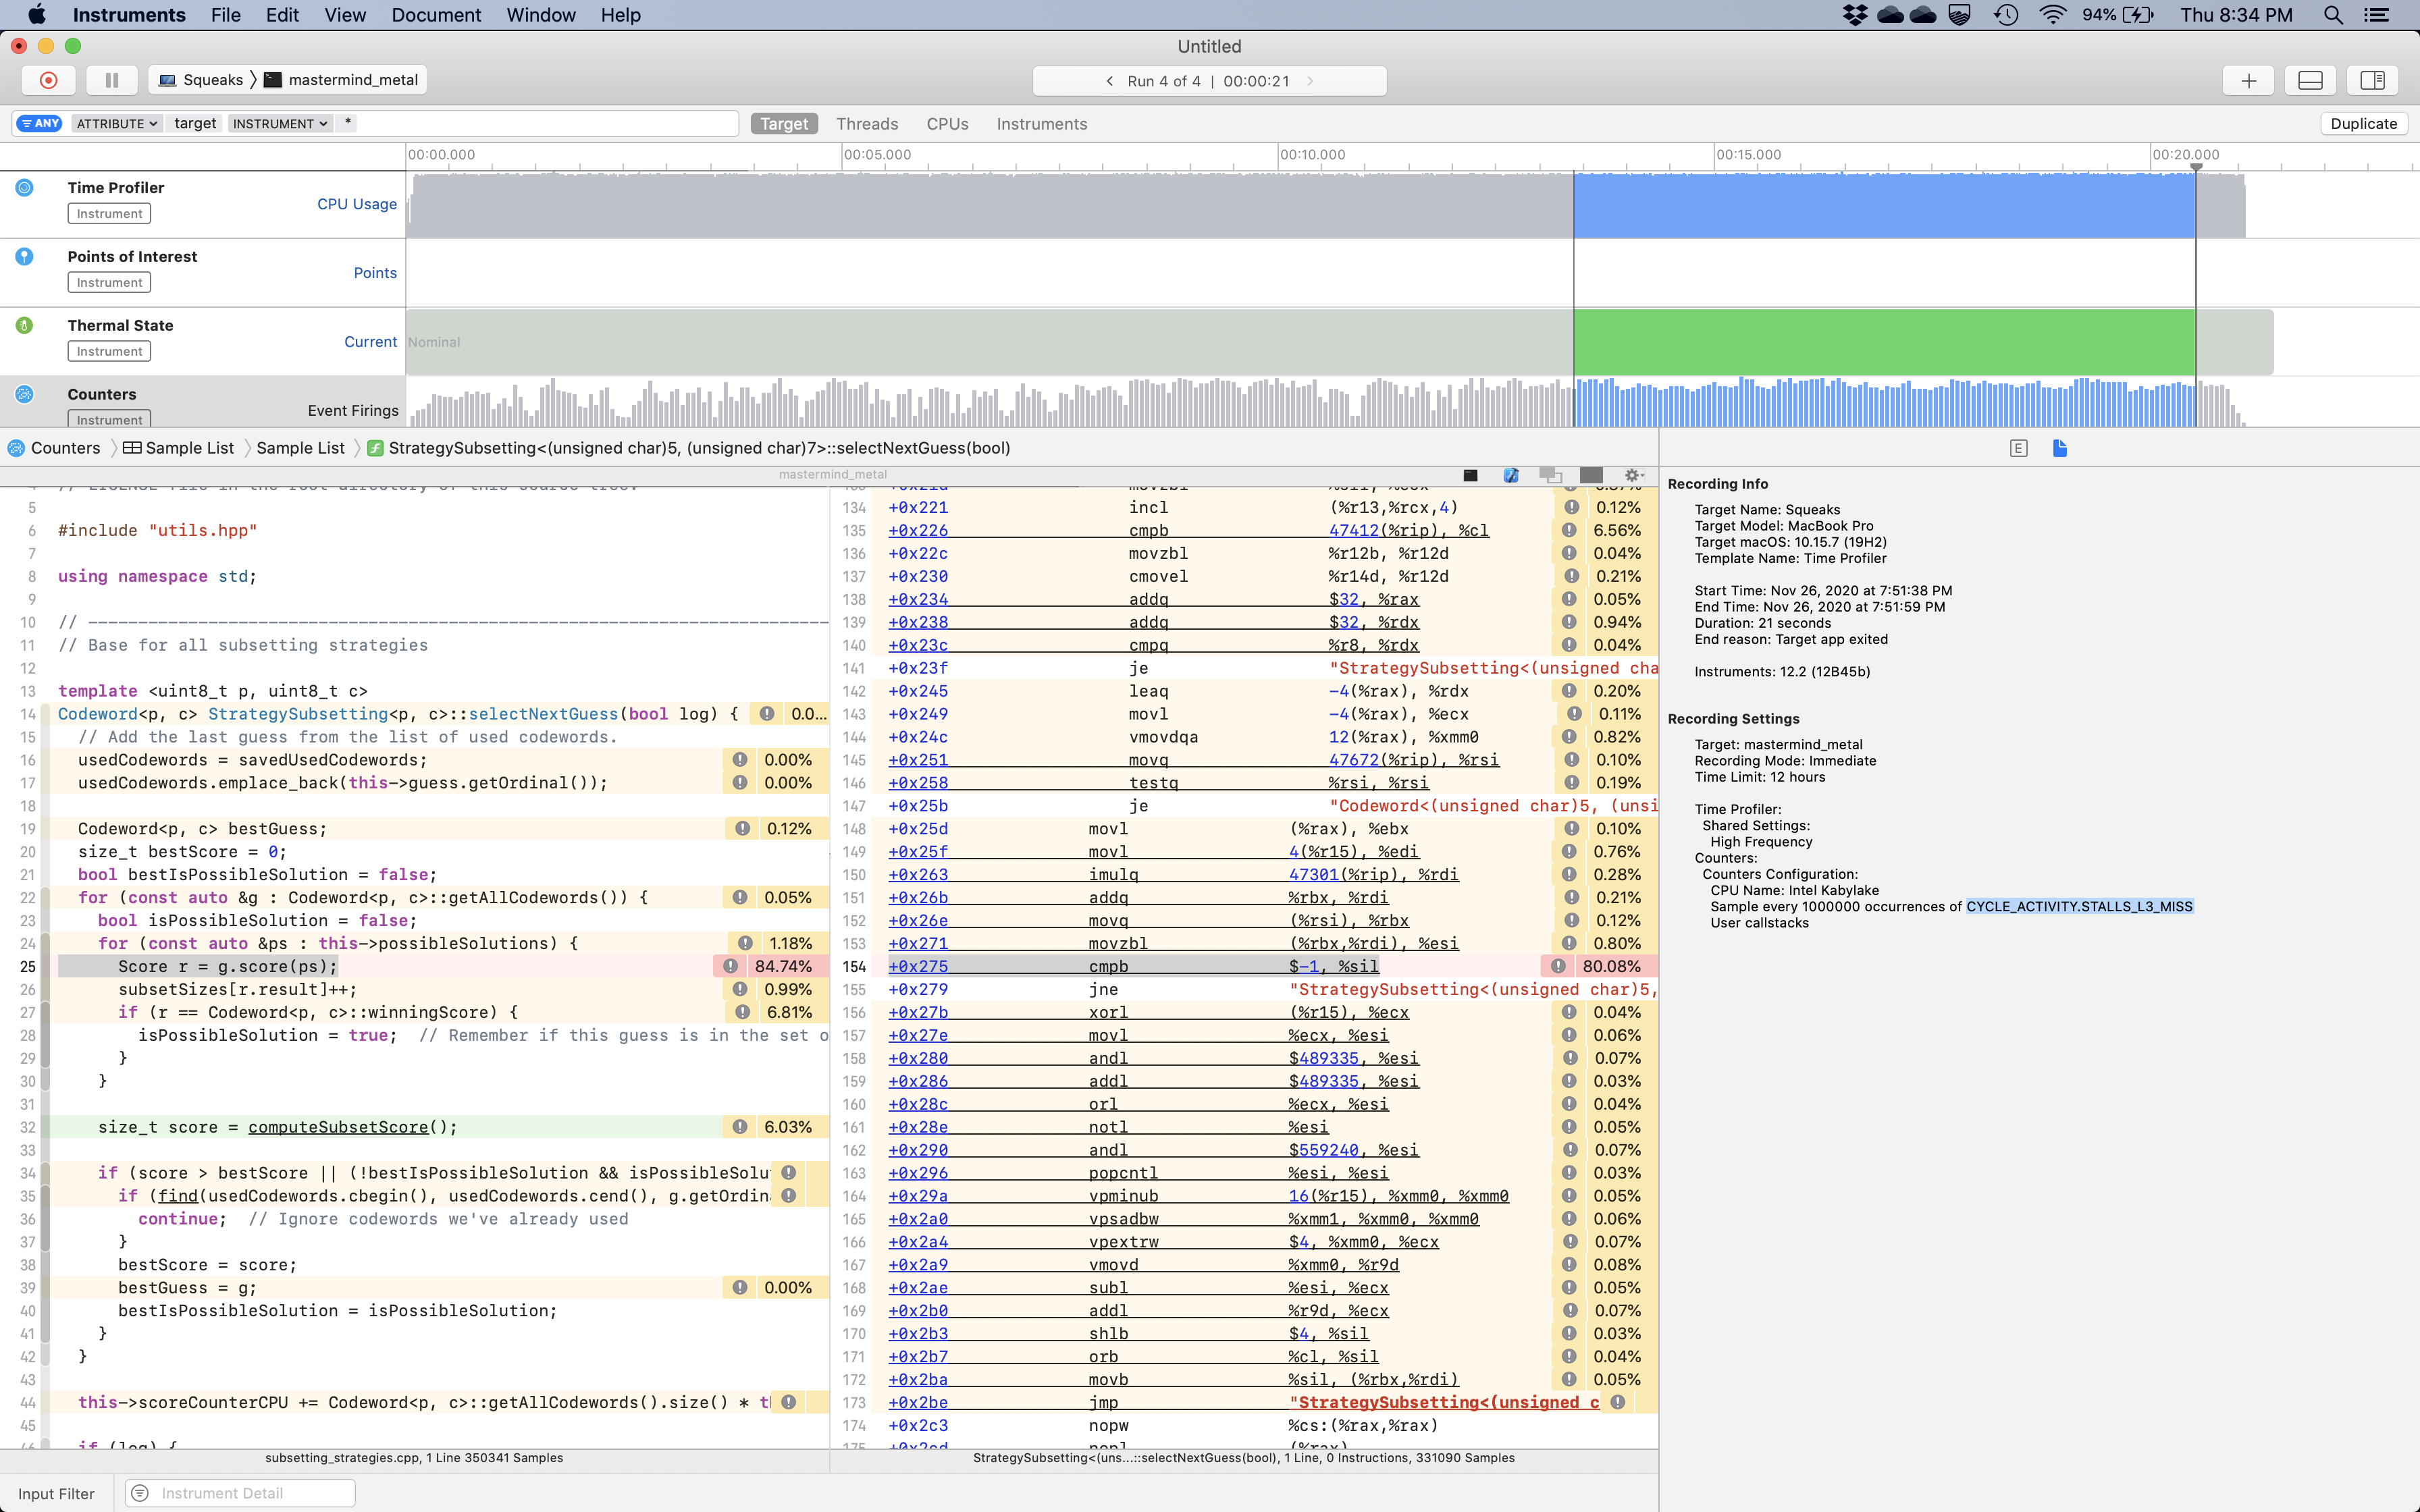 Instruments File Edit View Document Window Help 94% Thu 8:34 PM
Untitled
Squeaks mastermind_metal Run 4 of 4 | 00:00:21
ANY ATTRIBUTE target INSTRUMENT * Target Threads CPUs Instruments Duplicate
00:00.000 00:05.000 00:10.000 00:15.000 00:20.000
Time Profiler
Instrument CPU Usage
Points of Interest
Instrument Points
Thermal State
Instrument Current Nominal
Counters
Instrument Event Firings
Counters Sample List Sample List StrategySubsetting<(unsigned char)5, (unsigned char)7>::selectNextGuess(bool)
mastermind_metal
5
6 #include "utils.hpp"
7
8 using namespace std;
9
10 // ---------------------------------------------------------------------------
11 // Base for all subsetting strategies
12
13 template <uint8_t p, uint8_t c>
14 Codeword<p, c> StrategySubsetting<p, c>::selectNextGuess(bool log) { 0.0...
15 // Add the last guess from the list of used codewords.
16 usedCodewords = savedUsedCodewords; 0.00%
17 usedCodewords.emplace_back(this->guess.getOrdinal()); 0.00%
18
19 Codeword<p, c> bestGuess; 0.12%
20 size_t bestScore = 0;
21 bool bestIsPossibleSolution = false;
22 for (const auto &g : Codeword<p, c>::getAllCodewords()) { 0.05%
23 bool isPossibleSolution = false;
24 for (const auto &ps : this->possibleSolutions) { 1.18%
25 Score r = g.score(ps); 84.74%
26 subsetSizes[r.result]++; 0.99%
27 if (r == Codeword<p, c>::winningScore) { 6.81%
28 isPossibleSolution = true; // Remember if this guess is in the set o
29 }
30 }
31
32 size_t score = computeSubsetScore(); 6.03%
33
34 if (score > bestScore || (!bestIsPossibleSolution && isPossibleSolu
35 if (find(usedCodewords.cbegin(), usedCodewords.cend(), g.getOrdin
36 continue; // Ignore codewords we've already used
37 }
38 bestScore = score;
39 bestGuess = g; 0.00%
40 bestIsPossibleSolution = isPossibleSolution;
41 }
42 }
43
44 this->scoreCounterCPU += Codeword<p, c>::getAllCodewords().size() * t
45
subsetting_strategies.cpp, 1 Line 350341 Samples
134 +0x221 incl (%r13,%rcx,4) 0.12%
135 +0x226 cmpb 47412(%rip), %cl 6.56%
136 +0x22c movzbl %r12b, %r12d 0.04%
137 +0x230 cmovel %r14d, %r12d 0.21%
138 +0x234 addq $32, %rax 0.05%
139 +0x238 addq $32, %rdx 0.94%
140 +0x23c cmpq %r8, %rdx 0.04%
141 +0x23f je "StrategySubsetting<(unsigned cha
142 +0x245 leaq -4(%rax), %rdx 0.20%
143 +0x249 movl -4(%rax), %ecx 0.11%
144 +0x24c vmovdqa 12(%rax), %xmm0 0.82%
145 +0x251 movq 47672(%rip), %rsi 0.10%
146 +0x258 testq %rsi, %rsi 0.19%
147 +0x25b je "Codeword<(unsigned char)5, (unsi
148 +0x25d movl (%rax), %ebx 0.10%
149 +0x25f movl 4(%r15), %edi 0.76%
150 +0x263 imulq 47301(%rip), %rdi 0.28%
151 +0x26b addq %rbx, %rdi 0.21%
152 +0x26e movq (%rsi), %rbx 0.12%
153 +0x271 movzbl (%rbx,%rdi), %esi 0.80%
154 +0x275 cmpb $-1, %sil 80.08%
155 +0x279 jne "StrategySubsetting<(unsigned char)5,
156 +0x27b xorl (%r15), %ecx 0.04%
157 +0x27e movl %ecx, %esi 0.06%
158 +0x280 andl $489335, %esi 0.07%
159 +0x286 addl $489335, %esi 0.03%
160 +0x28c orl %ecx, %esi 0.04%
161 +0x28e notl %esi 0.05%
162 +0x290 andl $559240, %esi 0.07%
163 +0x296 popcntl %esi, %esi 0.03%
164 +0x29a vpminub 16(%r15), %xmm0, %xmm0 0.05%
165 +0x2a0 vpsadbw %xmm1, %xmm0, %xmm0 0.06%
166 +0x2a4 vpextrw $4, %xmm0, %ecx 0.07%
167 +0x2a9 vmovd %xmm0, %r9d 0.08%
168 +0x2ae subl %esi, %ecx 0.05%
169 +0x2b0 addl %r9d, %ecx 0.07%
170 +0x2b3 shlb $4, %sil 0.03%
171 +0x2b7 orb %cl, %sil 0.04%
172 +0x2ba movb %sil, (%rbx,%rdi) 0.05%
173 +0x2be jmp "StrategySubsetting<(unsigned c
174 +0x2c3 nopw %cs:(%rax,%rax)
StrategySubsetting<(uns...::selectNextGuess(bool), 1 Line, 0 Instructions, 331090 Samples
E
Recording Info
Target Name: Squeaks
Target Model: MacBook Pro
Target macOS: 10.15.7 (19H2)
Template Name: Time Profiler
Start Time: Nov 26, 2020 at 7:51:38 PM
End Time: Nov 26, 2020 at 7:51:59 PM
Duration: 21 seconds
End reason: Target app exited
Instruments: 12.2 (12B45b)
Recording Settings
Target: mastermind_metal
Recording Mode: Immediate
Time Limit: 12 hours
Time Profiler:
Shared Settings:
High Frequency
Counters:
Counters Configuration:
CPU Name: Intel Kabylake
Sample every 1000000 occurrences of CYCLE_ACTIVITY.STALLS_L3_MISS
User callstacks
Input Filter Instrument Detail